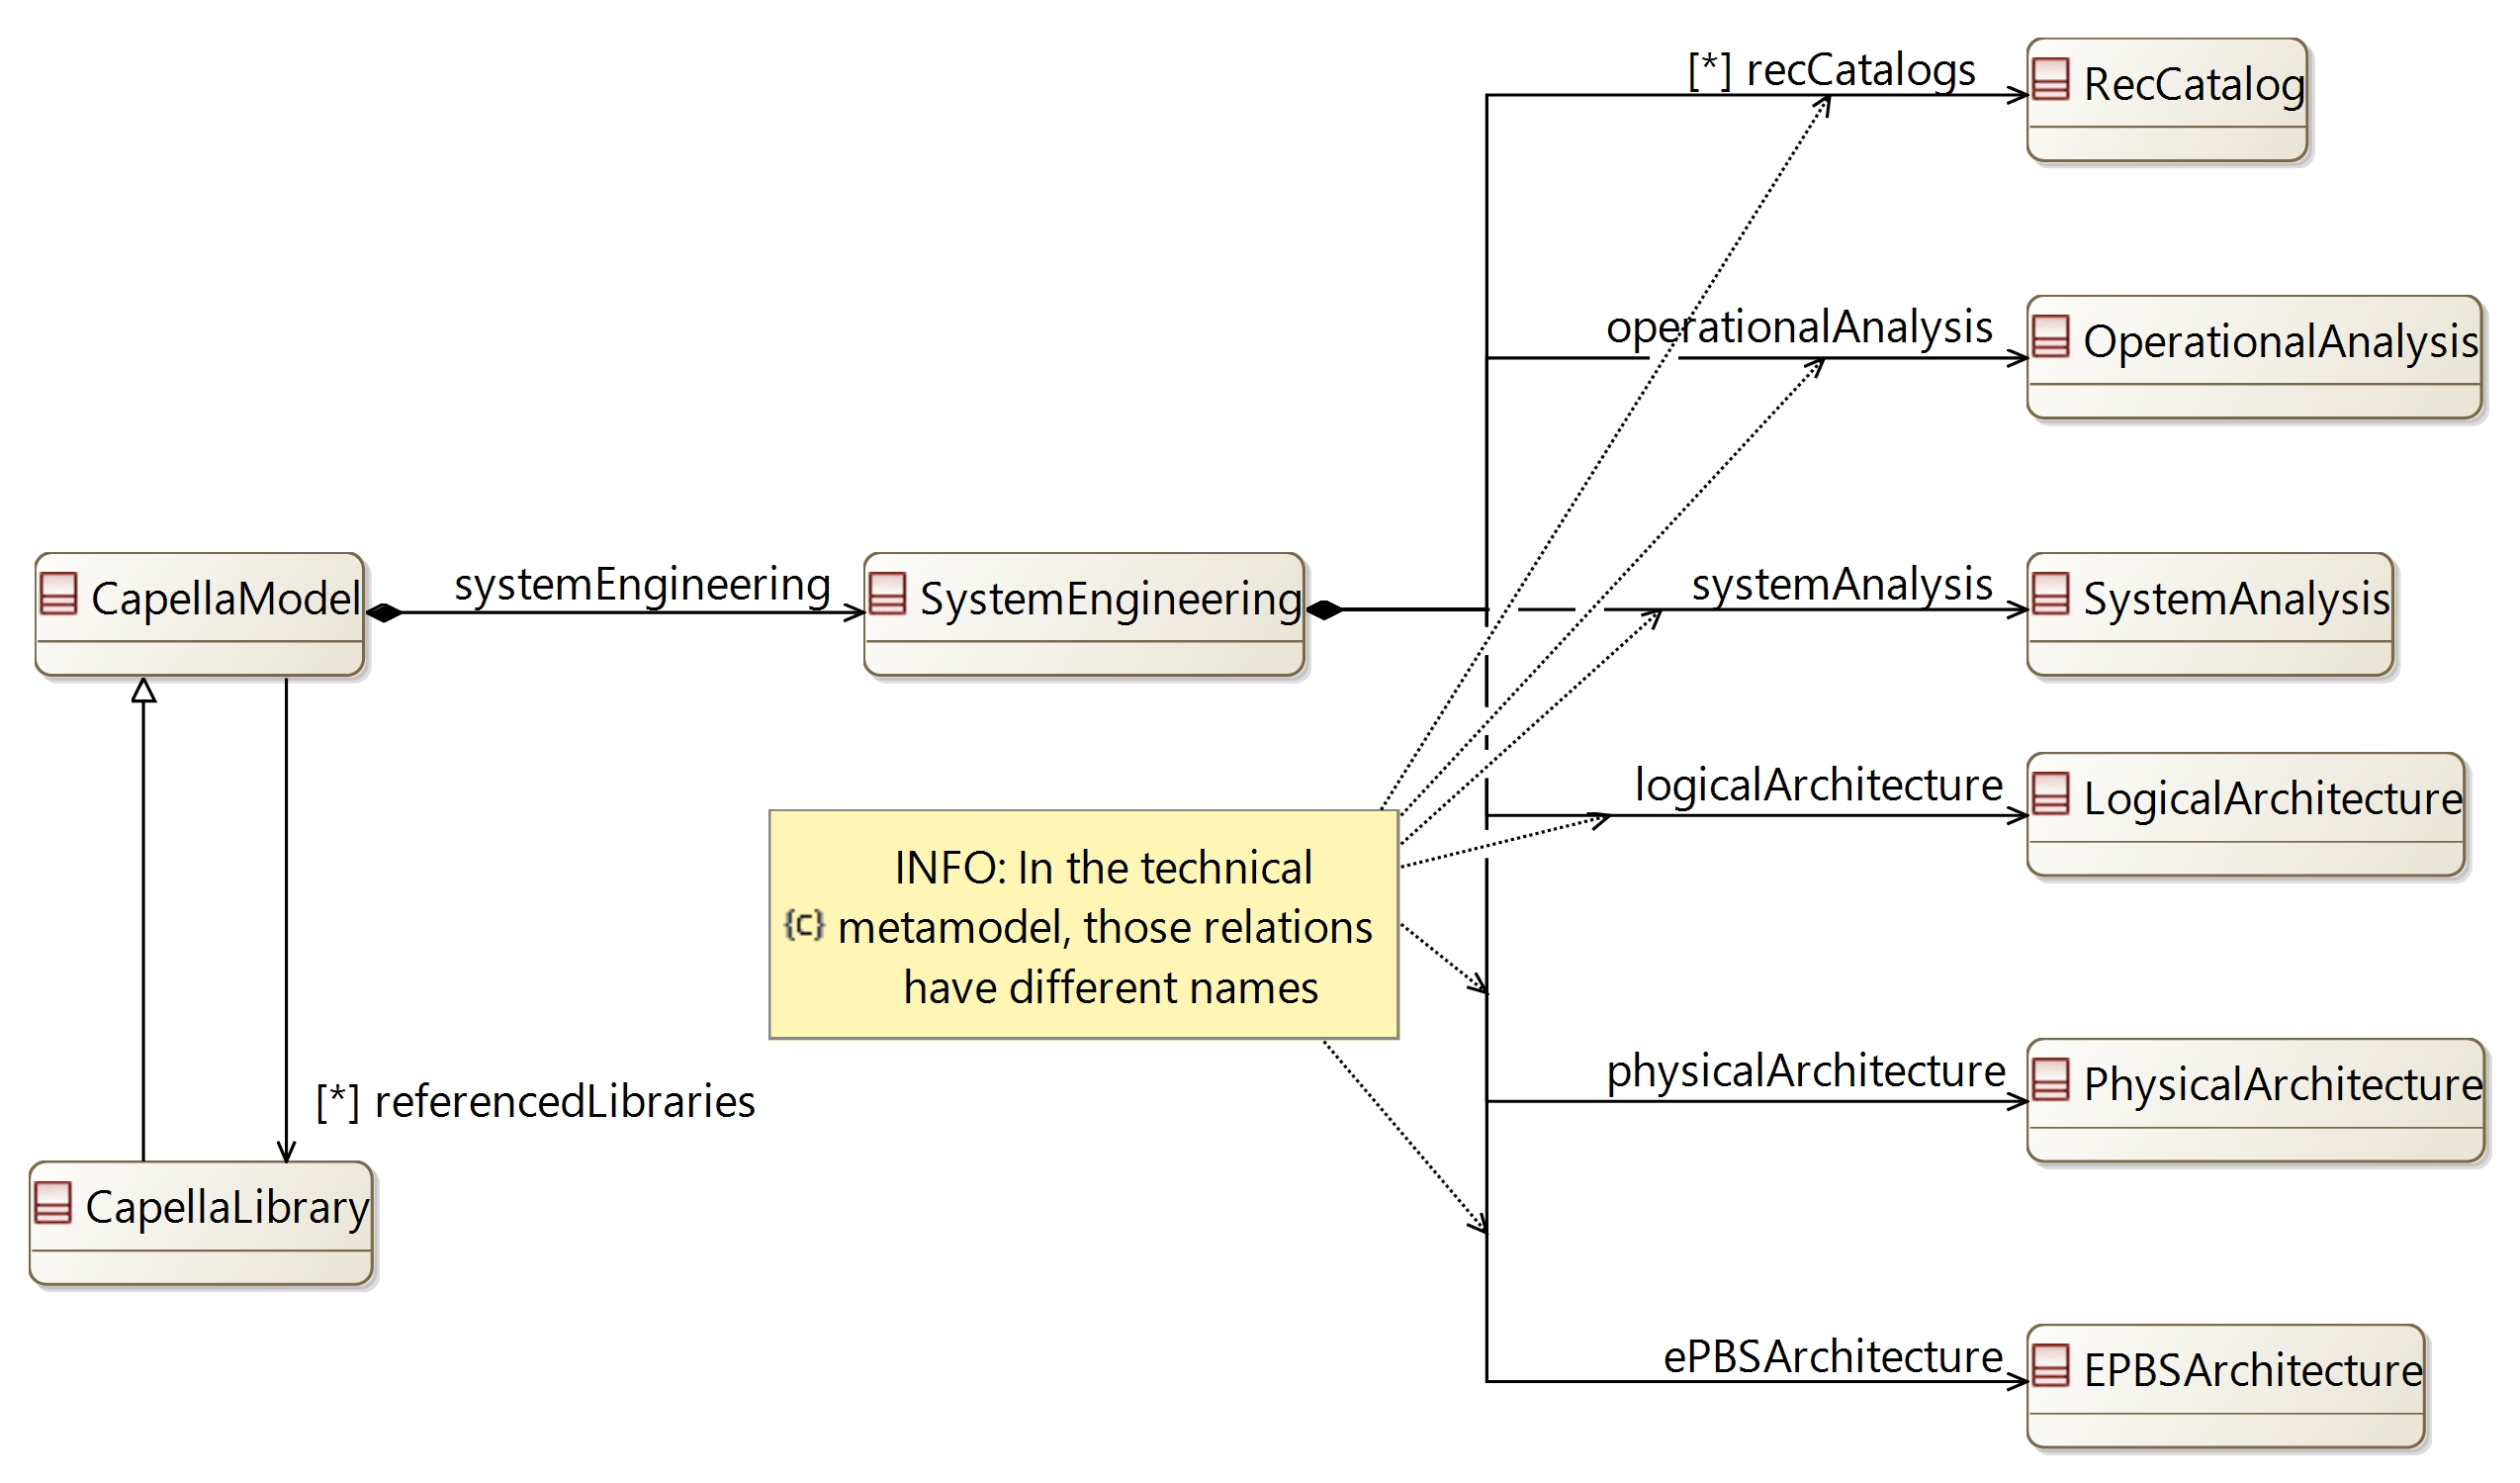 [*] recCatalogs
RecCatalog
operationalAnalysis
OperationalAnalysis
CapellaModel
systemEngineering
SystemEngineering
systemAnalysis
SystemAnalysis
logicalArchitecture
LogicalArchitecture
INFO: In the technical
{c} metamodel, those relations
have different names
physicalArchitecture
PhysicalArchitecture
[*] referencedLibraries
CapellaLibrary
ePBSArchitecture
EPBSArchitecture